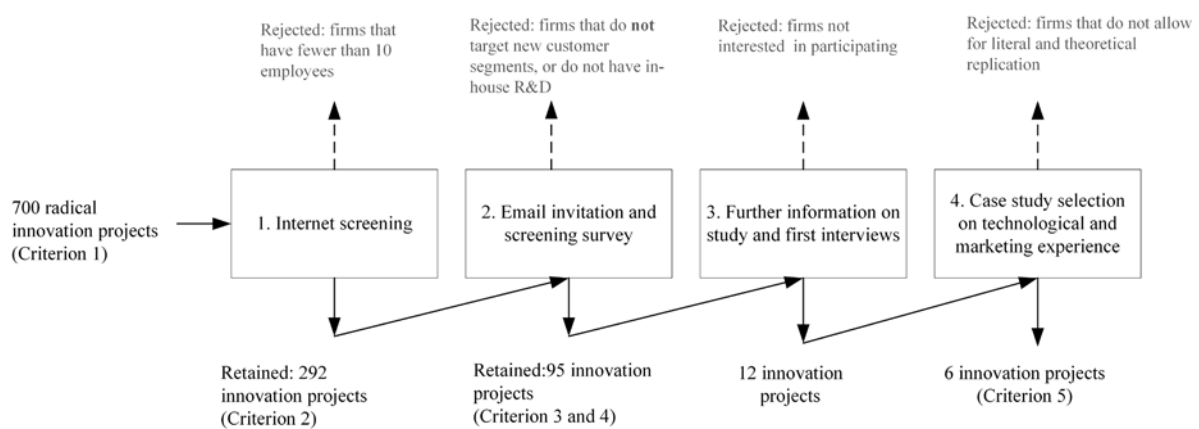 Rejected: firms that
have fewer than 10
employees
Rejected: firms that do not
target new customer
segments, or do not have in-
house R&D
Rejected: firms not
interested in participating
Rejected: firms that do not allow
for literal and theoretical
replication
700 radical
innovation projects
(Criterion 1)
1. Internet screening
2. Email invitation and
screening survey
3. Further information on
study and first interviews
4. Case study selection
on technological and
marketing experience
Retained: 292
innovation projects
(Criterion 2)
Retained:95 innovation
projects
(Criterion 3 and 4)
12 innovation
projects
6 innovation projects
(Criterion 5)